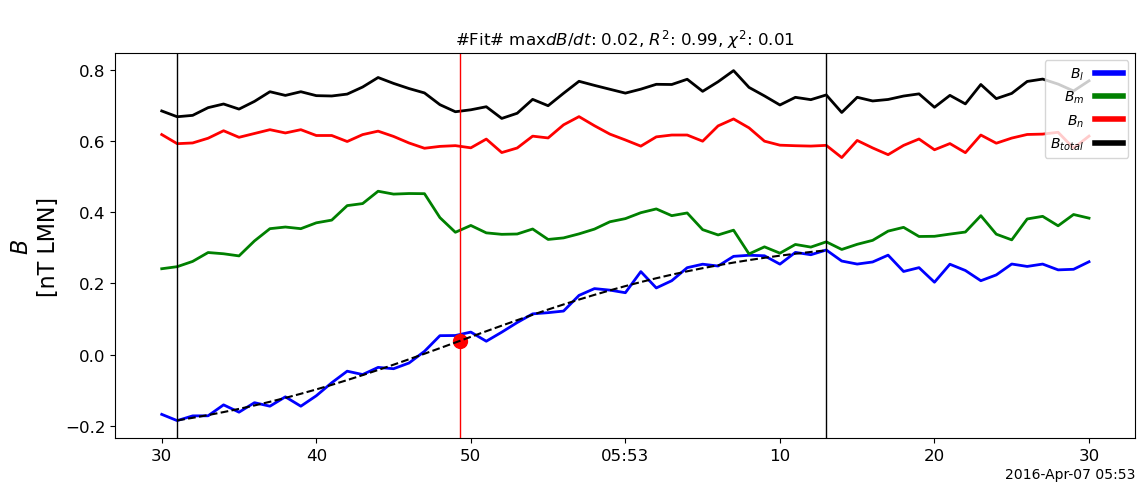 #Fit# maxdB/dt: 0.02, R²: 0.99, χ²: 0.01
B
[nT LMN]
0.8
0.6
0.4
0.2
0.0
−0.2
B_l
B_m
B_n
B_total
30 40 50 05:53 10 20 30
2016-Apr-07 05:53